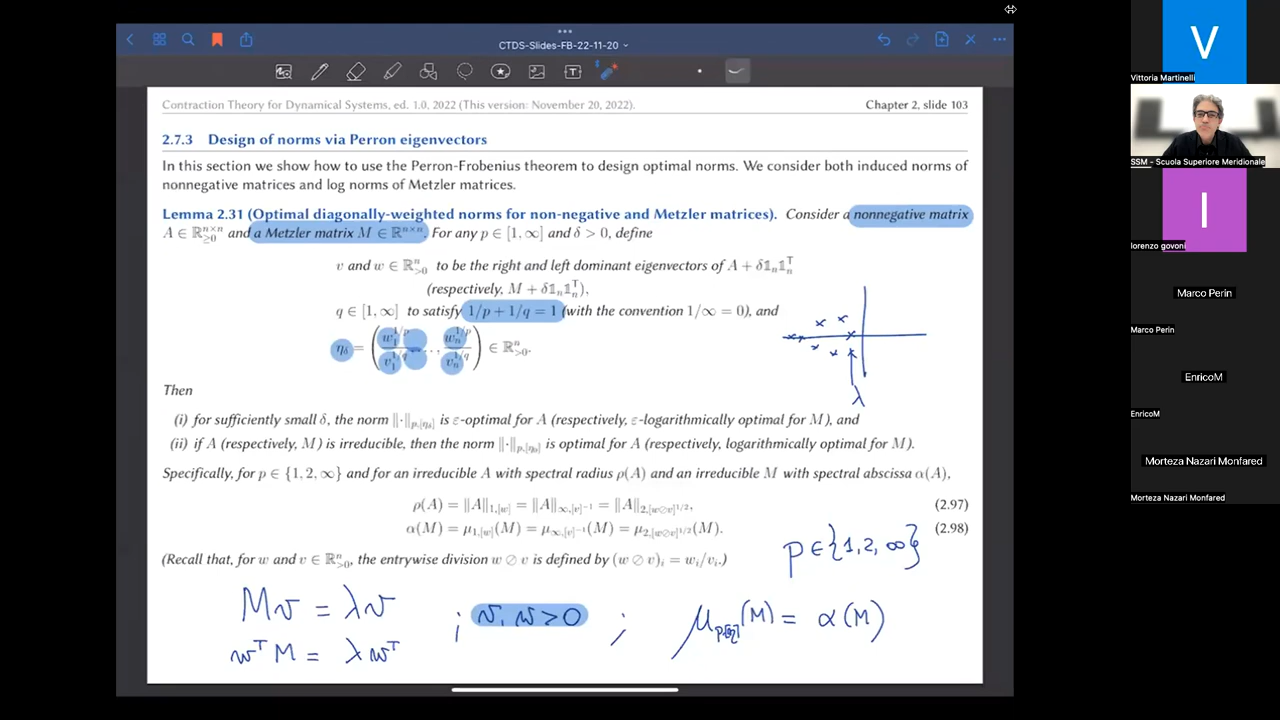 CTDS-Slides-FB-22-11-20
Contraction Theory for Dynamical Systems, ed. 1.0, 2022 (This version: November 20, 2022). Chapter 2, slide 103
2.7.3 Design of norms via Perron eigenvectors
In this section we show how to use the Perron-Frobenius theorem to design optimal norms. We consider both induced norms of
nonnegative matrices and log norms of Metzler matrices.
Lemma 2.31 (Optimal diagonally-weighted norms for non-negative and Metzler matrices). Consider a nonnegative matrix
A ∈ ℝ^{n×n}_{≥0} and a Metzler matrix M ∈ ℝ^{n×n}. For any p ∈ [1, ∞] and δ > 0, define
v and w ∈ ℝ^n_{>0} to be the right and left dominant eigenvectors of A + δ𝟙_n𝟙_n^⊤
(respectively, M + δ𝟙_n𝟙_n^⊤),
q ∈ [1, ∞] to satisfy 1/p + 1/q = 1 (with the convention 1/∞ = 0), and
η_δ = (w_1^{1/p}/v_1^{1/q}, ..., w_n^{1/p}/v_n^{1/q}) ∈ ℝ^n_{>0}.
λ
Then
(i) for sufficiently small δ, the norm ‖·‖_{p,[η_δ]} is ε-optimal for A (respectively, ε-logarithmically optimal for M), and
(ii) if A (respectively, M) is irreducible, then the norm ‖·‖_{p,[η_0]} is optimal for A (respectively, logarithmically optimal for M).
Specifically, for p ∈ {1, 2, ∞} and for an irreducible A with spectral radius ρ(A) and an irreducible M with spectral abscissa α(A),
ρ(A) = ‖A‖_{1,[w]} = ‖A‖_{∞,[v]^{-1}} = ‖A‖_{2,[w⊘v]^{1/2}}, (2.97)
α(M) = μ_{1,[w]}(M) = μ_{∞,[v]^{-1}}(M) = μ_{2,[w⊘v]^{1/2}}(M). (2.98)
p ∈ {1, 2, ∞}
(Recall that, for w and v ∈ ℝ^n_{>0}, the entrywise division w ⊘ v is defined by (w ⊘ v)_i = w_i/v_i.)
Mv = λv ; v, w > 0 ; μ_{p,[η]}(M) = α(M)
w^T M = λ w^T
V
Vittoria Martinelli
SSM - Scuola Superiore Meridionale
l
lorenzo govoni
Marco Perin
Marco Perin
EnricoM
EnricoM
Morteza Nazari Monfared
Morteza Nazari Monfared